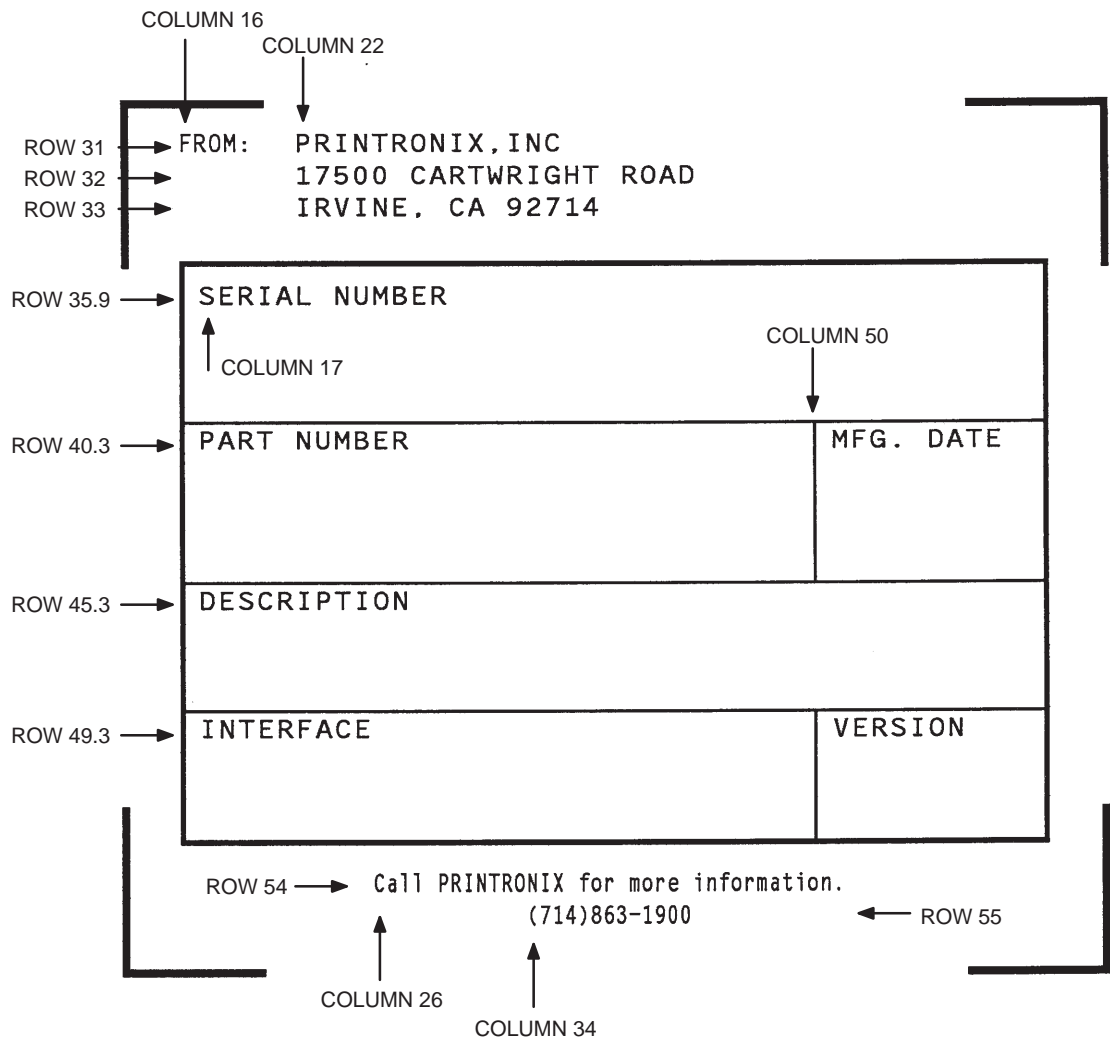 COLUMN 16
COLUMN 22
ROW 31 FROM: PRINTRONIX,INC
ROW 32 17500 CARTWRIGHT ROAD
ROW 33 IRVINE, CA 92714
ROW 35.9 SERIAL NUMBER
COLUMN 50
COLUMN 17
ROW 40.3 PART NUMBER MFG. DATE
ROW 45.3 DESCRIPTION
ROW 49.3 INTERFACE VERSION
ROW 54 Call PRINTRONIX for more information.
(714)863-1900 ROW 55
COLUMN 26
COLUMN 34